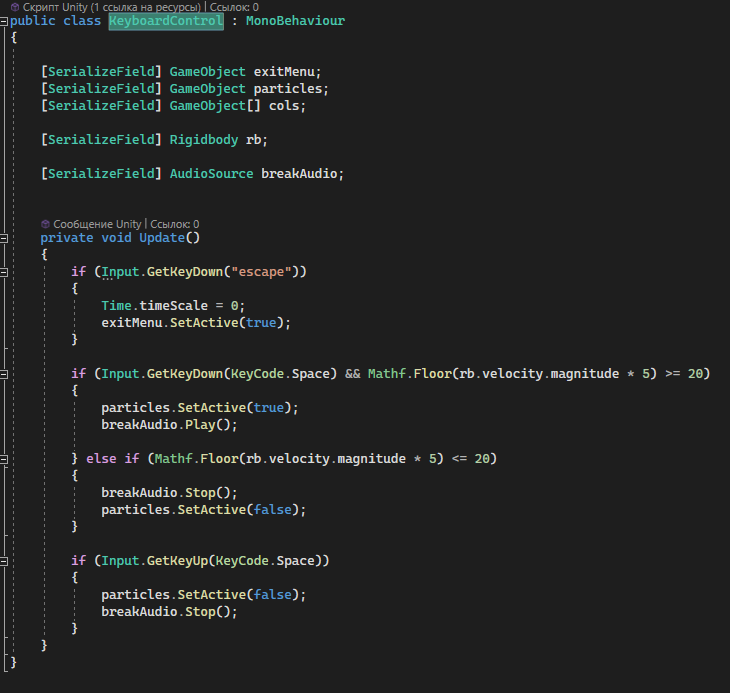 Скрипт Unity (1 ссылка на ресурсы) | Ссылок: 0
public class KeyboardControl : MonoBehaviour
{
[SerializeField] GameObject exitMenu;
[SerializeField] GameObject particles;
[SerializeField] GameObject[] cols;
[SerializeField] Rigidbody rb;
[SerializeField] AudioSource breakAudio;
Сообщение Unity | Ссылок: 0
private void Update()
{
if (Input.GetKeyDown("escape"))
{
Time.timeScale = 0;
exitMenu.SetActive(true);
}
if (Input.GetKeyDown(KeyCode.Space) && Mathf.Floor(rb.velocity.magnitude * 5) >= 20)
{
particles.SetActive(true);
breakAudio.Play();
} else if (Mathf.Floor(rb.velocity.magnitude * 5) <= 20)
{
breakAudio.Stop();
particles.SetActive(false);
}
if (Input.GetKeyUp(KeyCode.Space))
{
particles.SetActive(false);
breakAudio.Stop();
}
}
}